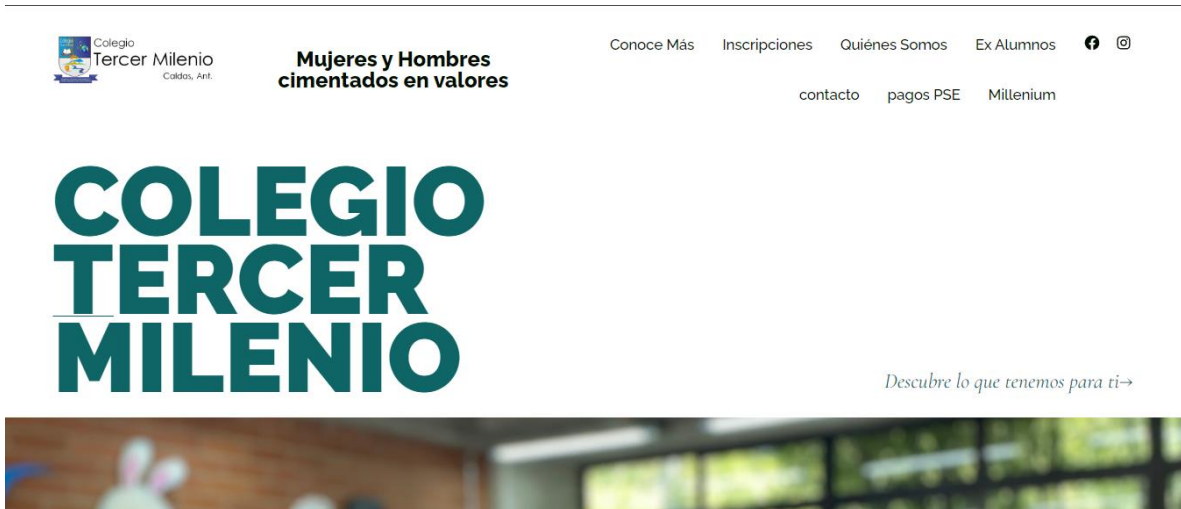 Colegio
Tercer Milenio
Caldas, Ant.
Mujeres y Hombres
cimentados en valores
Conoce Más Inscripciones Quiénes Somos Ex Alumnos
contacto pagos PSE Millenium
COLEGIO
TERCER
MILENIO
Descubre lo que tenemos para ti→